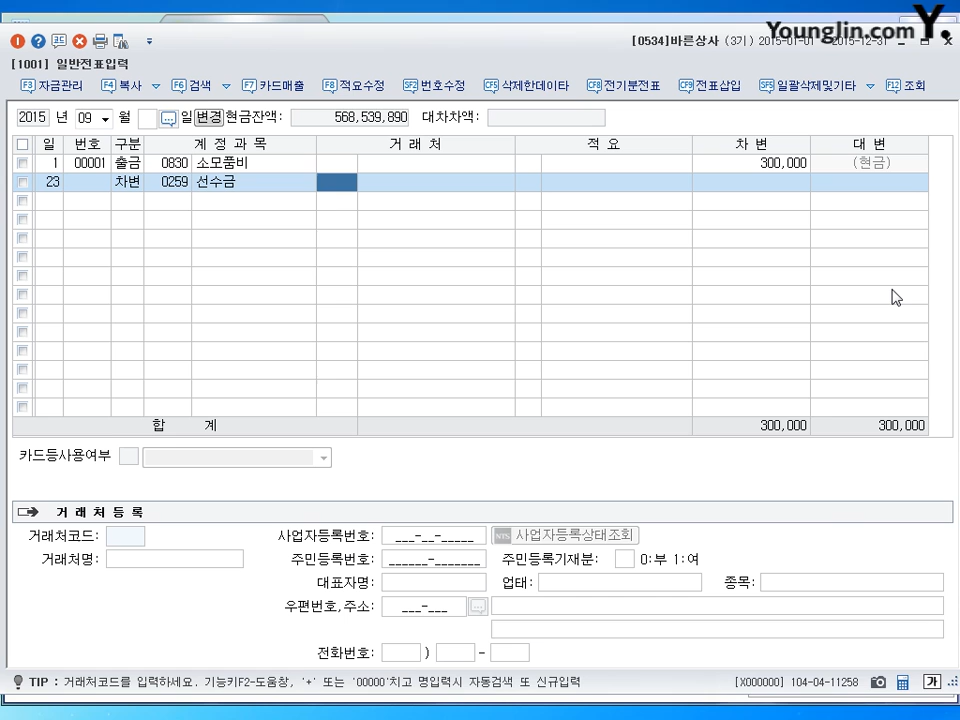 Younglin.com Y.
[0534]바른상사 (3기) 2015-01-01 ~ 2015-12-31
[1001] 일반전표입력
F3 자금관리 F4 복사 F6 검색 F7 카드매출 F8 적요수정 SF2 번호수정 CF5 삭제한데이타 CF8 전기분전표 CF9 전표삽입 SF5 일괄삭제및기타 F12 조회
2015 년 09 월 일 변경 현금잔액: 568,539,890 대차차액:
일 번호 구분 계 정 과 목 거 래 처 적 요 차 변 대 변
1 00001 출금 0830 소모품비 300,000 (현금)
23 차변 0259 선수금
합 계 300,000 300,000
카드등사용여부
거 래 처 등 록
거래처코드: 사업자등록번호: ___-__-_____ NTS 사업자등록상태조회
거래처명: 주민등록번호: ______-_______ 주민등록기재분: 0:부 1:여
대표자명: 업태: 종목:
우편번호,주소: ___-___
전화번호: ) -
TIP : 거래처코드를 입력하세요. 기능키F2-도움창, '+' 또는 '00000'치고 명입력시 자동검색 또 신규입력 [X000000] 104-04-11258 가